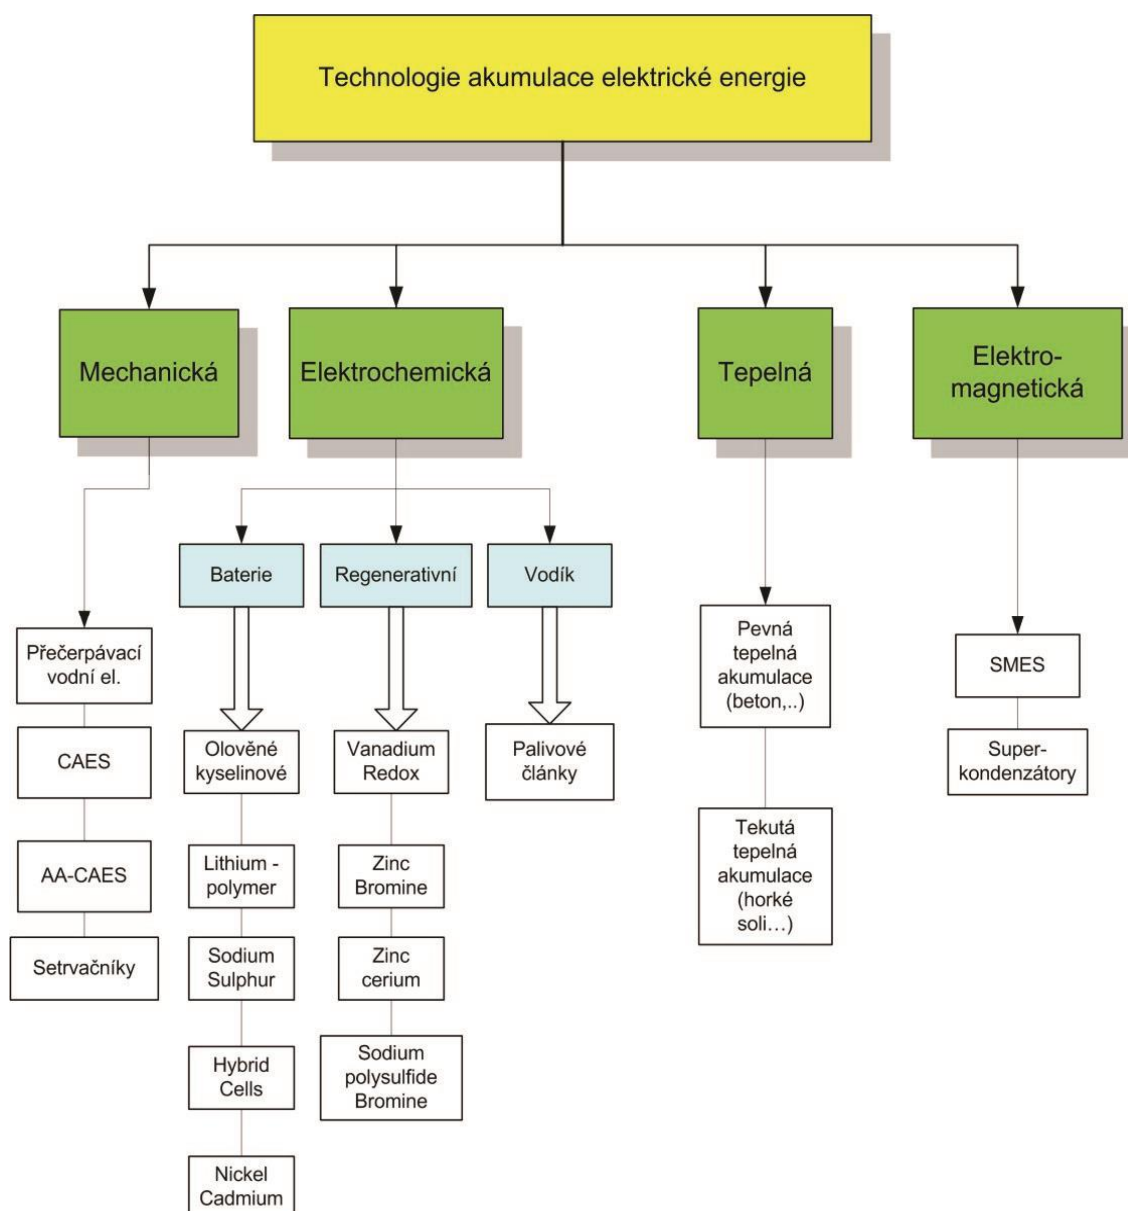 Technologie akumulace elektrické energie
Mechanická
Elektrochemická
Tepelná
Elektro-
magnetická
Baterie
Regenerativní
Vodík
Přečerpávací
vodní el.
CAES
AA-CAES
Setrvačníky
Olověné
kyselinové
Lithium -
polymer
Sodium
Sulphur
Hybrid
Cells
Nickel
Cadmium
Vanadium
Redox
Zinc
Bromine
Zinc
cerium
Sodium
polysulfide
Bromine
Palivové
články
Pevná
tepelná
akumulace
(beton,..)
Tekutá
tepelná
akumulace
(horké
soli…)
SMES
Super-
kondenzátory